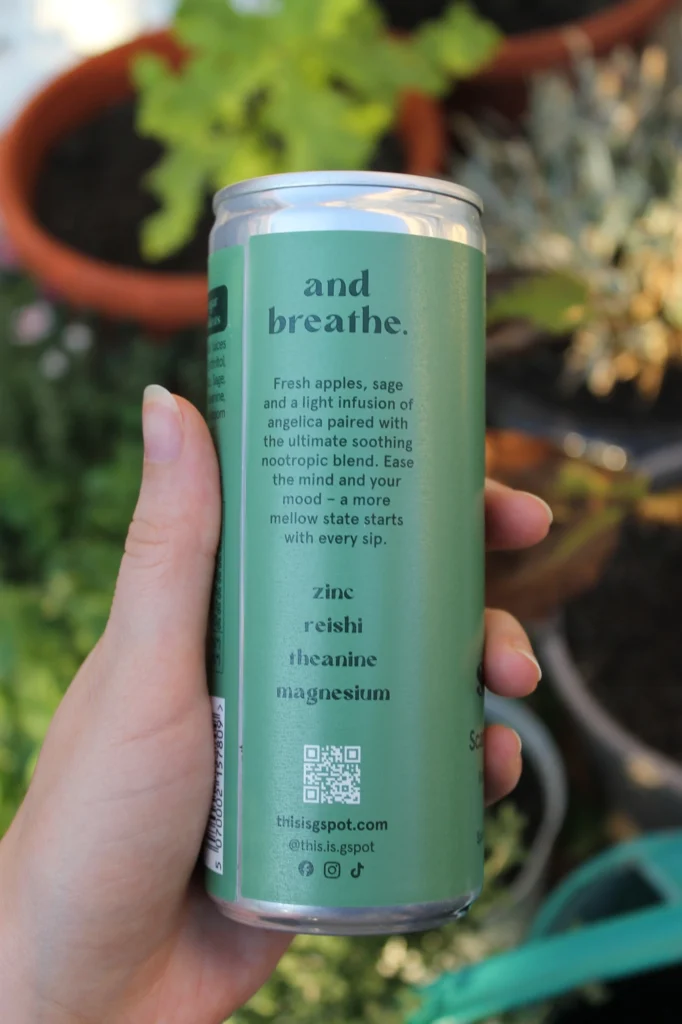 and
breathe.
Fresh apples, sage
and a light infusion of
angelica paired with
the ultimate soothing
nootropic blend. Ease
the mind and your
mood – a more
mellow state starts
with every sip.
zinc
reishi
theanine
magnesium
thisisgspot.com
@this.is.gspot